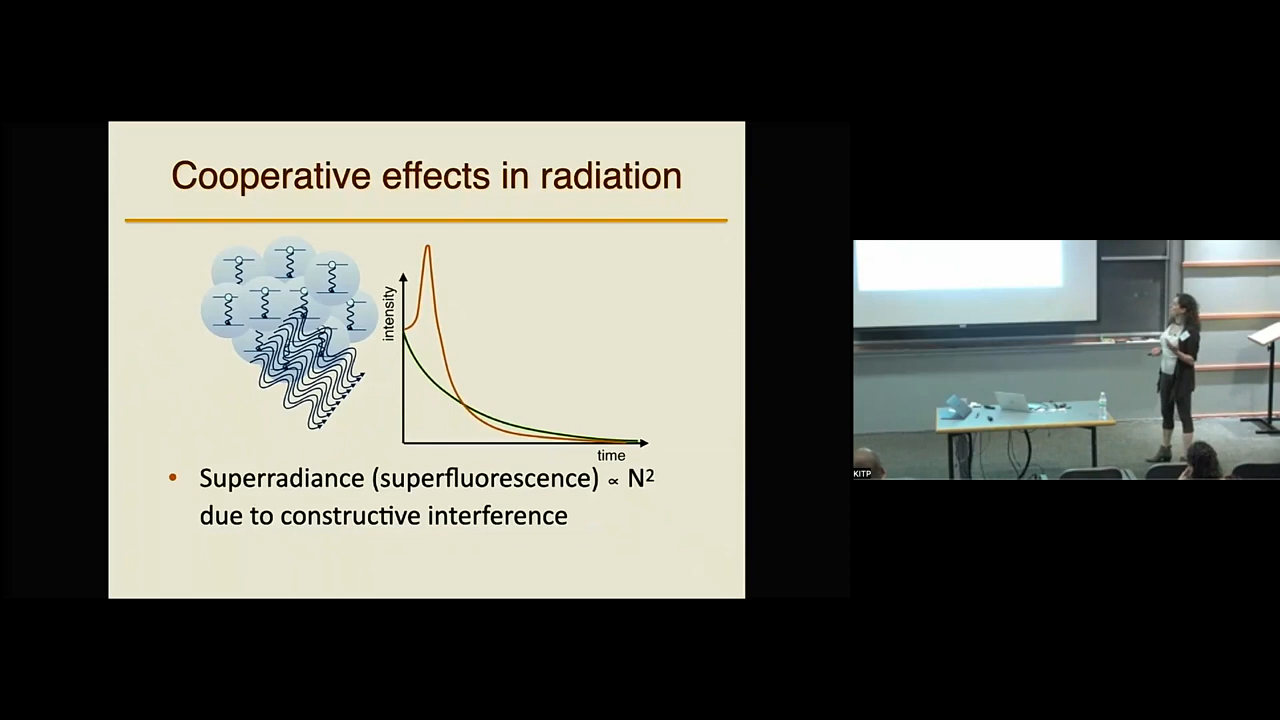 Cooperative effects in radiation
intensity
time
• Superradiance (superfluorescence) ∝ N²
due to constructive interference
KITP